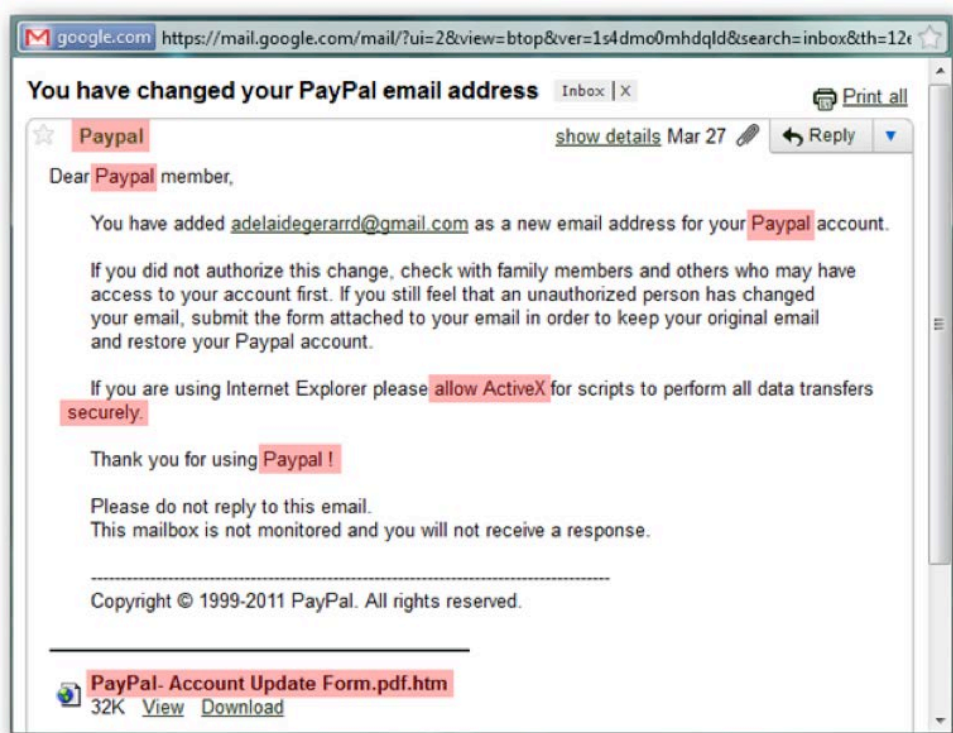 google.com https://mail.google.com/mail/?ui=2&view=btop&ver=1s4dmo0mhdqld&search=inbox&th=12e
You have changed your PayPal email address Inbox | X
Print all
Paypal show details Mar 27 Reply
Dear Paypal member,
You have added adelaidegerarrd@gmail.com as a new email address for your Paypal account.
If you did not authorize this change, check with family members and others who may have
access to your account first. If you still feel that an unauthorized person has changed
your email, submit the form attached to your email in order to keep your original email
and restore your Paypal account.
If you are using Internet Explorer please allow ActiveX for scripts to perform all data transfers
securely.
Thank you for using Paypal !
Please do not reply to this email.
This mailbox is not monitored and you will not receive a response.
----------------------------------------------------------------------------------------
Copyright © 1999-2011 PayPal. All rights reserved.
PayPal- Account Update Form.pdf.htm
32K View Download